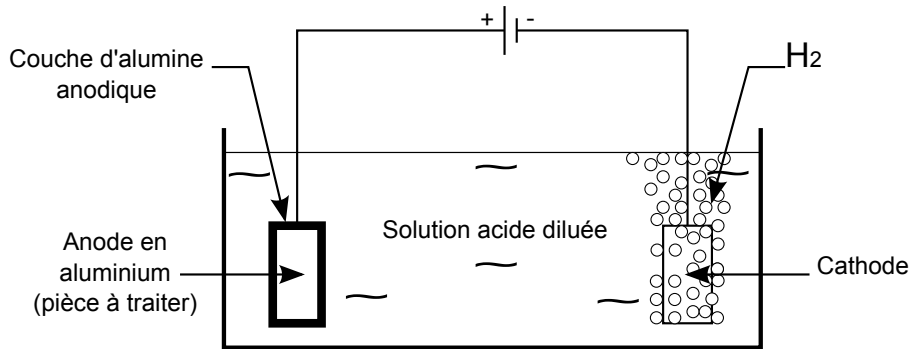 + -
Couche d'alumine
anodique
H2
Solution acide diluée
Anode en
aluminium
(pièce à traiter)
Cathode